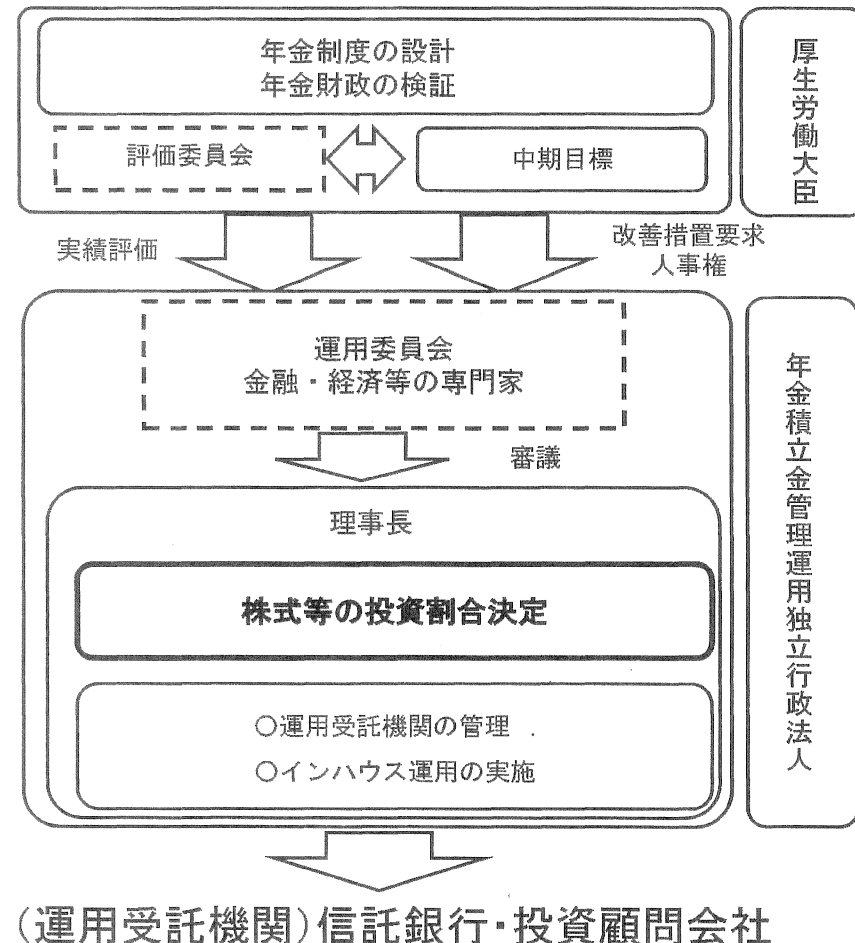 年金制度の設計
年金財政の検証
評価委員会
中期目標
厚生労働大臣
実績評価
改善措置要求
人事権
運用委員会
金融・経済等の専門家
審議
理事長
株式等の投資割合決定
○運用受託機関の管理
○インハウス運用の実施
年金積立金管理運用独立行政法人
(運用受託機関)信託銀行・投資顧問会社